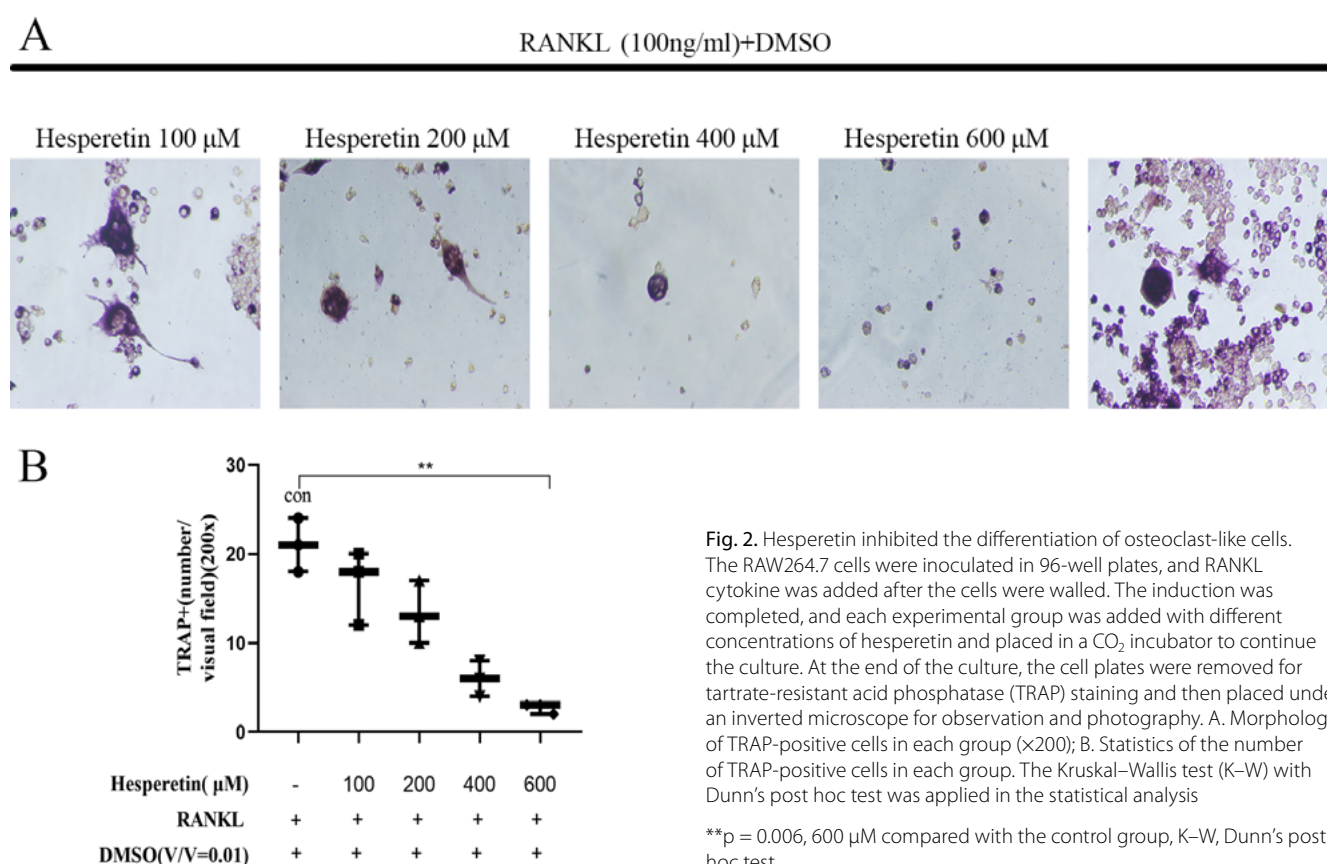 A
RANKL (100ng/ml)+DMSO
Hesperetin 100 μM Hesperetin 200 μM Hesperetin 400 μM Hesperetin 600 μM
B
TRAP+(number/
visual field)(200x)
30
20
10
0
con
**
Hesperetin( μM) - 100 200 400 600
RANKL + + + + +
DMSO(V/V=0.01) + + + + +
Fig. 2. Hesperetin inhibited the differentiation of osteoclast-like cells.
The RAW264.7 cells were inoculated in 96-well plates, and RANKL
cytokine was added after the cells were walled. The induction was
completed, and each experimental group was added with different
concentrations of hesperetin and placed in a CO₂ incubator to continue
the culture. At the end of the culture, the cell plates were removed for
tartrate-resistant acid phosphatase (TRAP) staining and then placed unde
an inverted microscope for observation and photography. A. Morpholog
of TRAP-positive cells in each group (×200); B. Statistics of the number
of TRAP-positive cells in each group. The Kruskal–Wallis test (K–W) with
Dunn's post hoc test was applied in the statistical analysis
**p = 0.006, 600 μM compared with the control group, K–W, Dunn's post
hoc test